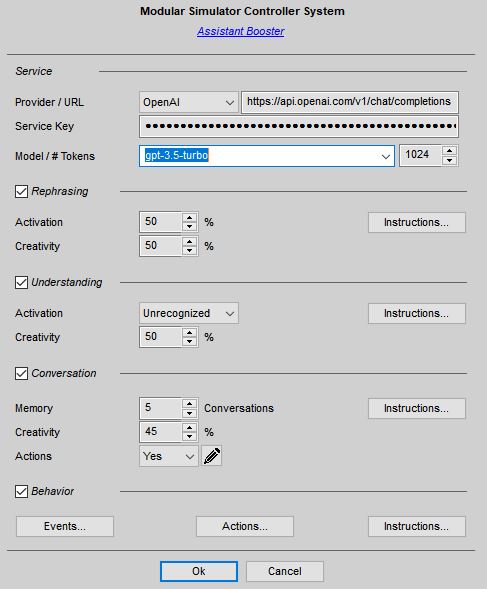 Modular Simulator Controller System
Assistant Booster
Service
Provider / URL OpenAI https://api.openai.com/v1/chat/completions
Service Key ••••••••••••••••••••••••••••••••••••••••••••
Model / # Tokens gpt-3.5-turbo 1024
Rephrasing
Activation 50 % Instructions...
Creativity 50 %
Understanding
Activation Unrecognized Instructions...
Creativity 50 %
Conversation
Memory 5 Conversations Instructions...
Creativity 45 %
Actions Yes
Behavior
Events... Actions... Instructions...
Ok Cancel